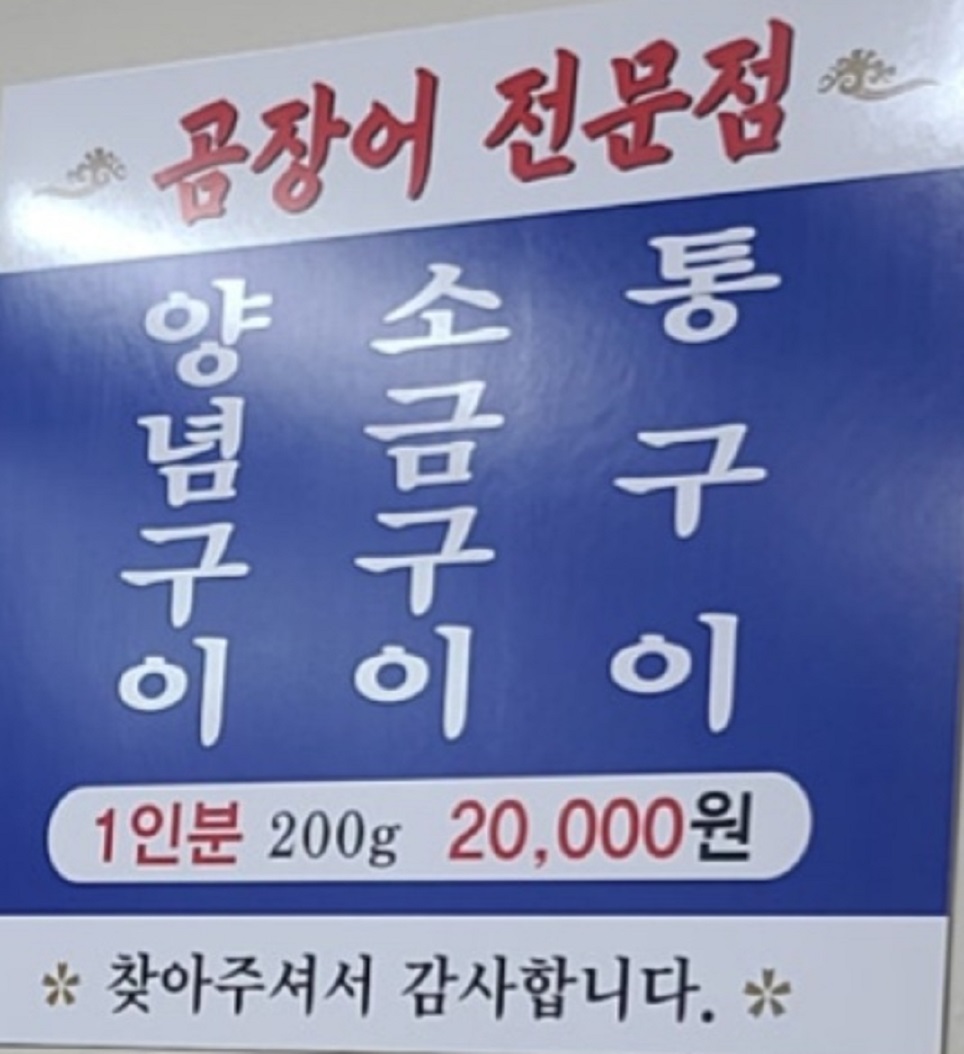 곰장어 전문점
양념구이
소금구이
통구이
1인분 200g 20,000원
* 찾아주셔서 감사합니다. *